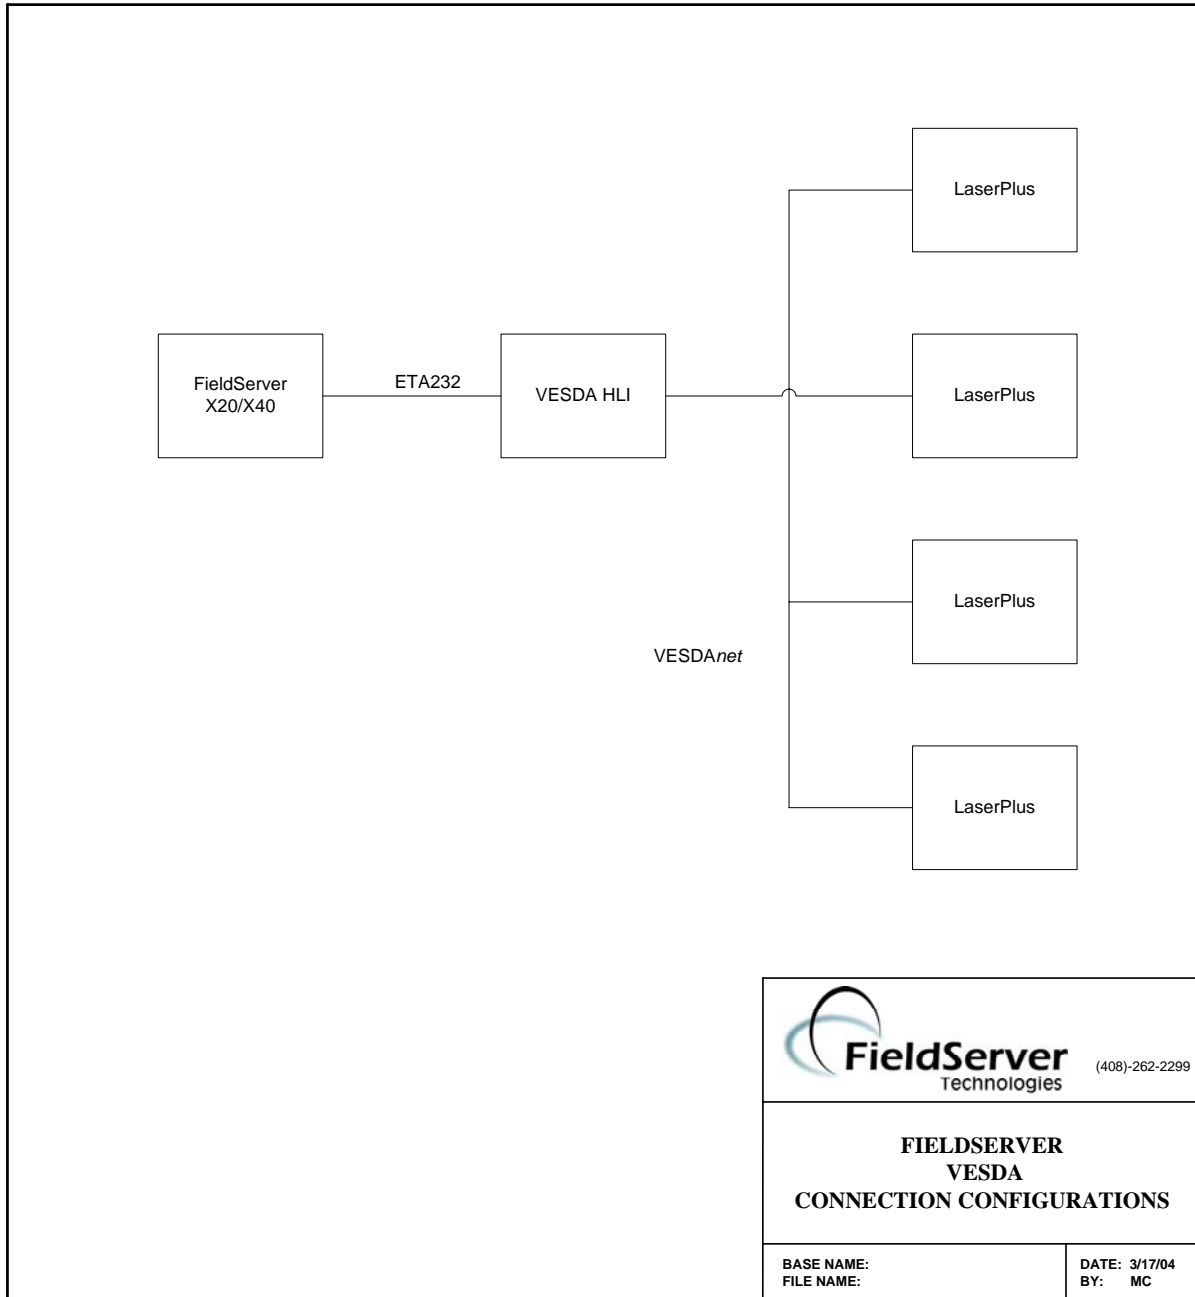 LaserPlus
FieldServer
X20/X40
ETA232
VESDA HLI
LaserPlus
LaserPlus
VESDAnet
LaserPlus
FieldServer
Technologies
(408)-262-2299
FIELDSERVER
VESDA
CONNECTION CONFIGURATIONS
BASE NAME:
FILE NAME:
DATE: 3/17/04
BY: MC